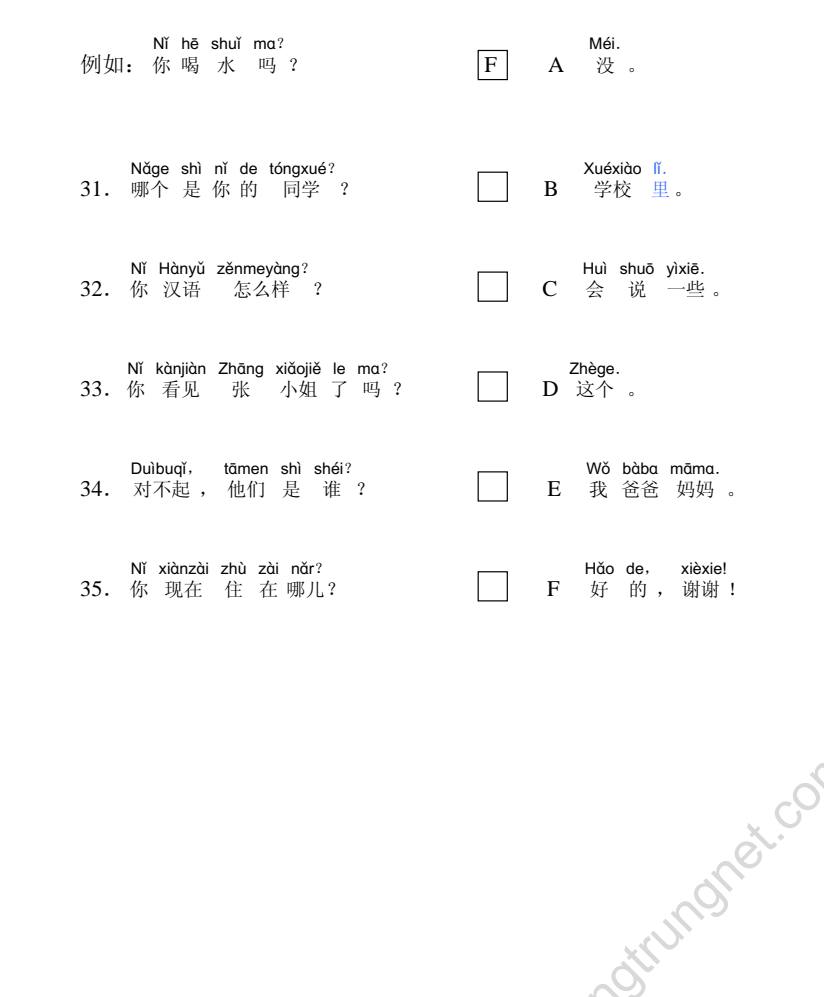 Nǐ hē shuǐ ma? Méi.
例如：你 喝 水 吗 ？ F A 没 。
Nǎge shì nǐ de tóngxué? Xuéxiào lǐ.
31． 哪个 是 你 的 同学 ？ B 学校 里 。
Nǐ Hànyǔ zěnmeyàng? Huì shuō yìxiē.
32． 你 汉语 怎么样 ？ C 会 说 一些 。
Nǐ kànjiàn Zhāng xiǎojiě le ma? Zhège.
33． 你 看见 张 小姐 了 吗 ？ D 这个 。
Duìbuqǐ, tāmen shì shéi? Wǒ bàba māma.
34． 对不起 ， 他们 是 谁 ？ E 我 爸爸 妈妈 。
Nǐ xiànzài zhù zài nǎr? Hǎo de, xièxie!
35． 你 现在 住 在 哪儿？ F 好 的 ， 谢谢 ！